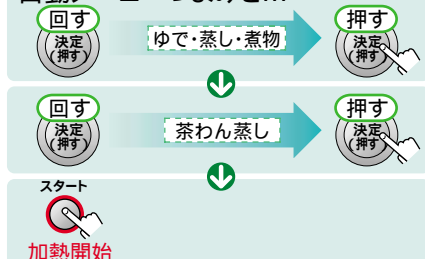 回す
決定
(押す)
ゆで・蒸し・煮物
押す
決定
(押す)
回す
決定
(押す)
茶わん蒸し
押す
決定
(押す)
スタート
加熱開始